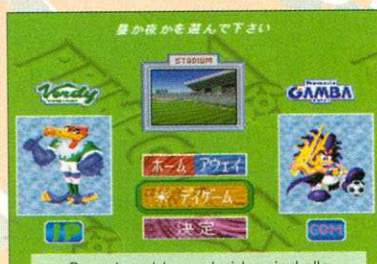 昼か夜かを選んで下さい
STADIUM
Verdy
GAMBA
ホーム アウェイ
デイゲーム
1P
決定
COM